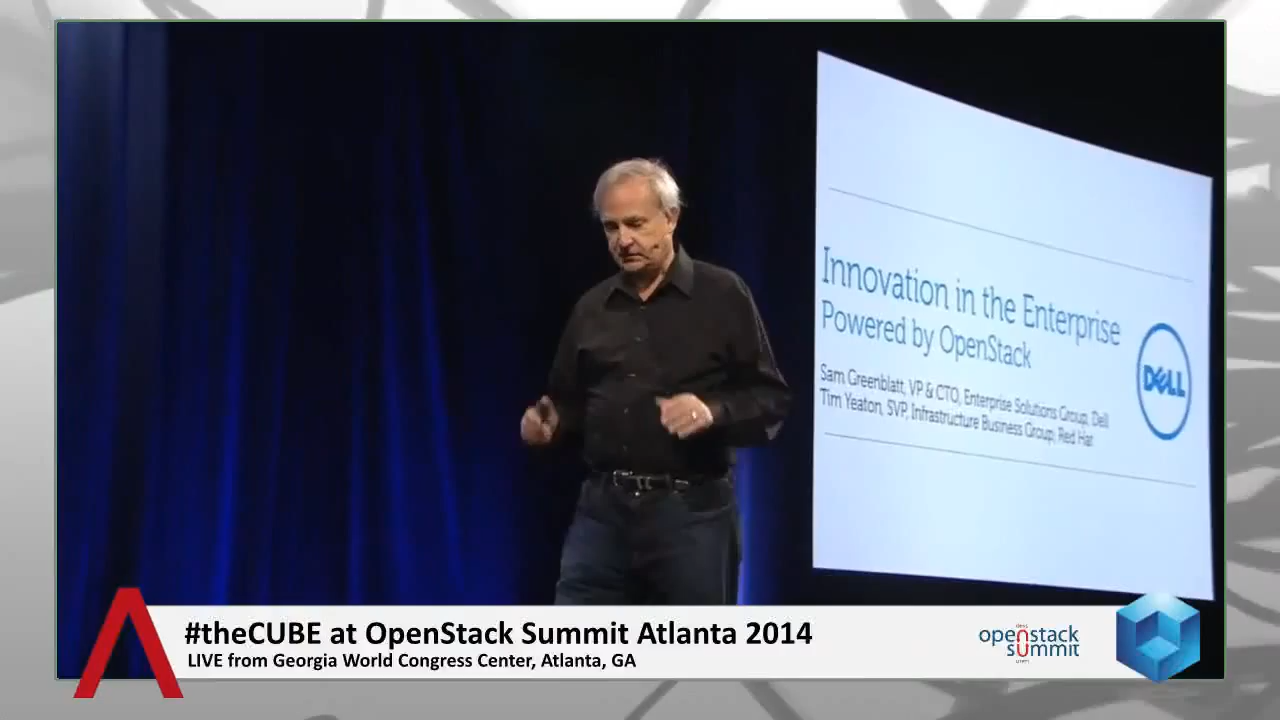 Innovation in the Enterprise
Powered by OpenStack
Sam Greenblatt, VP & CTO, Enterprise Solutions Group, Dell
Tim Yeaton, SVP, Infrastructure Business Group, Red Hat
DELL
#theCUBE at OpenStack Summit Atlanta 2014
LIVE from Georgia World Congress Center, Atlanta, GA
openstack
summit